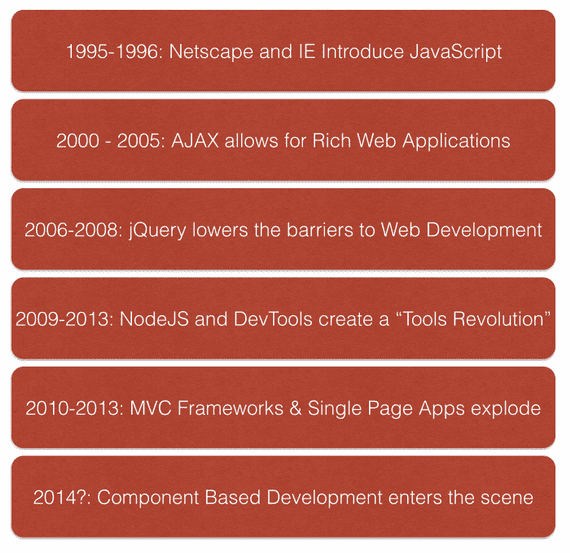 1995-1996: Netscape and IE Introduce JavaScript
2000 - 2005: AJAX allows for Rich Web Applications
2006-2008: jQuery lowers the barriers to Web Development
2009-2013: NodeJS and DevTools create a “Tools Revolution”
2010-2013: MVC Frameworks & Single Page Apps explode
2014?: Component Based Development enters the scene